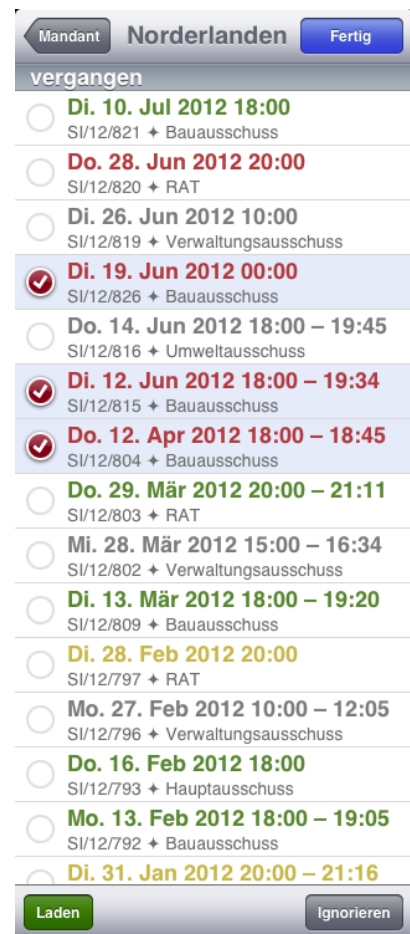 Mandant Norderlanden Fertig
vergangen
Di. 10. Jul 2012 18:00
SI/12/821 ✦ Bauausschuss
Do. 28. Jun 2012 20:00
SI/12/820 ✦ RAT
Di. 26. Jun 2012 10:00
SI/12/819 ✦ Verwaltungsausschuss
Di. 19. Jun 2012 00:00
SI/12/826 ✦ Bauausschuss
Do. 14. Jun 2012 18:00 – 19:45
SI/12/816 ✦ Umweltausschuss
Di. 12. Jun 2012 18:00 – 19:34
SI/12/815 ✦ Bauausschuss
Do. 12. Apr 2012 18:00 – 18:45
SI/12/804 ✦ Bauausschuss
Do. 29. Mär 2012 20:00 – 21:11
SI/12/803 ✦ RAT
Mi. 28. Mär 2012 15:00 – 16:34
SI/12/802 ✦ Verwaltungsausschuss
Di. 13. Mär 2012 18:00 – 19:20
SI/12/809 ✦ Bauausschuss
Di. 28. Feb 2012 20:00
SI/12/797 ✦ RAT
Mo. 27. Feb 2012 10:00 – 12:05
SI/12/796 ✦ Verwaltungsausschuss
Do. 16. Feb 2012 18:00
SI/12/793 ✦ Hauptausschuss
Mo. 13. Feb 2012 18:00 – 19:05
SI/12/792 ✦ Bauausschuss
Di. 31. Jan 2012 20:00 – 21:16
Laden Ignorieren